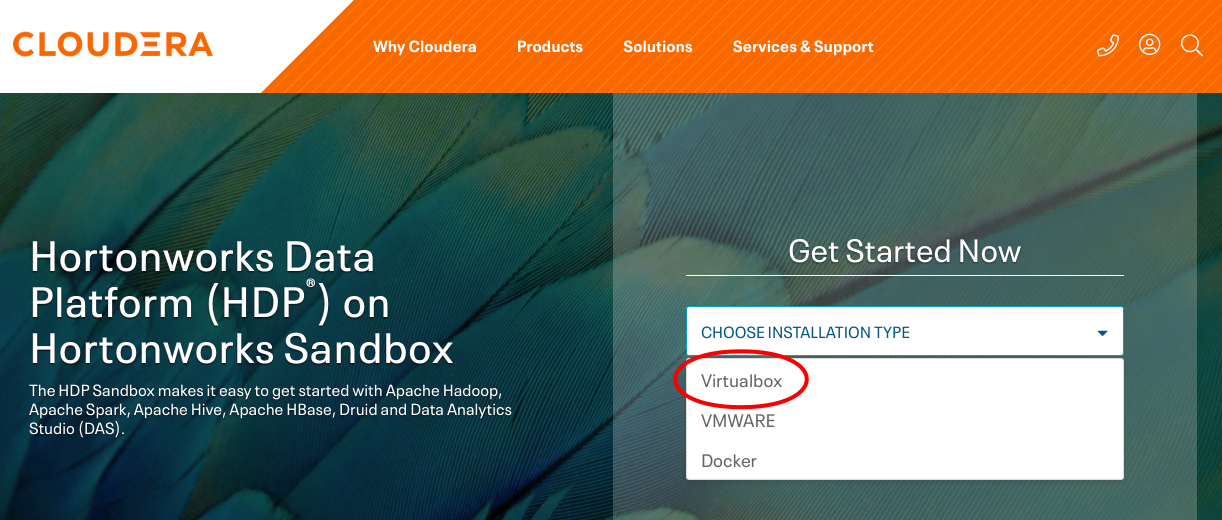 CLOUDERA
Why Cloudera Products Solutions Services & Support
Hortonworks Data
Platform (HDP®) on
Hortonworks Sandbox
The HDP Sandbox makes it easy to get started with Apache Hadoop,
Apache Spark, Apache Hive, Apache HBase, Druid and Data Analytics
Studio (DAS).
Get Started Now
CHOOSE INSTALLATION TYPE
Virtualbox
VMWARE
Docker